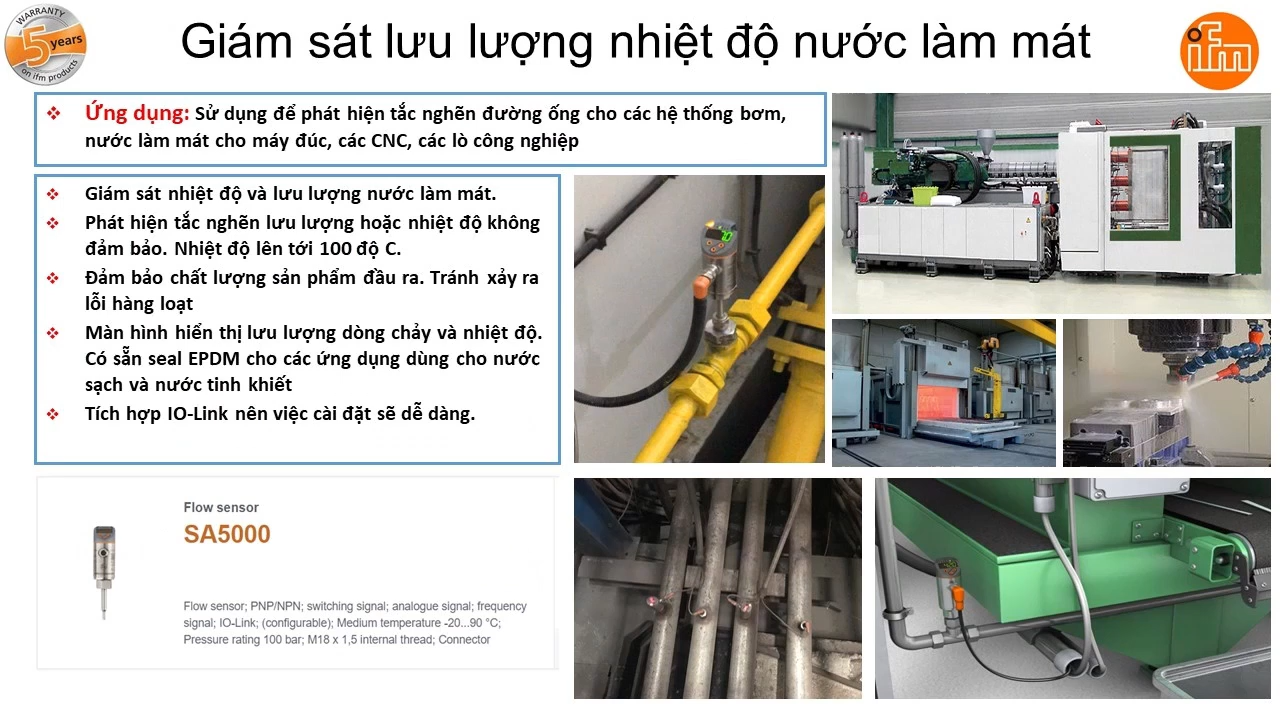 WARRANTY
5 years
on ifm products
Giám sát lưu lượng nhiệt độ nước làm mát
ifm
Ứng dụng: Sử dụng để phát hiện tắc nghẽn đường ống cho các hệ thống bơm,
nước làm mát cho máy đúc, các CNC, các lò công nghiệp
Giám sát nhiệt độ và lưu lượng nước làm mát.
Phát hiện tắc nghẽn lưu lượng hoặc nhiệt độ không
đảm bảo. Nhiệt độ lên tới 100 độ C.
Đảm bảo chất lượng sản phẩm đầu ra. Tránh xảy ra
lỗi hàng loạt
Màn hình hiển thị lưu lượng dòng chảy và nhiệt độ.
Có sẵn seal EPDM cho các ứng dụng dùng cho nước
sạch và nước tinh khiết
Tích hợp IO-Link nên việc cài đặt sẽ dễ dàng.
Flow sensor
SA5000
Flow sensor; PNP/NPN; switching signal; analogue signal; frequency
signal; IO-Link; (configurable); Medium temperature -20...90 °C;
Pressure rating 100 bar; M18 x 1,5 internal thread; Connector